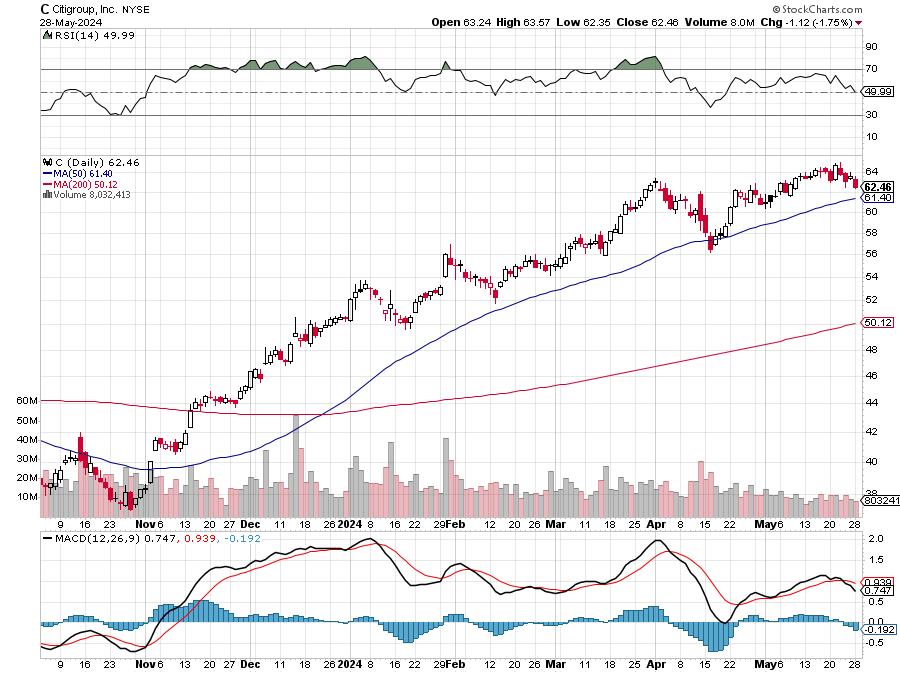 C Citigroup, Inc. NYSE © StockCharts.com
28-May-2024 Open 63.24 High 63.57 Low 62.35 Close 62.46 Volume 8.0M Chg -1.12 (-1.75%)
RSI(14) 49.99
90
70
49.99
30
10
C (Daily) 62.46
MA(50) 61.40
MA(200) 50.12
Volume 8,032,413
64
62.46
61.40
60
58
56
54
52
50.12
48
46
60M 44
50M
42
40M
30M 40
20M
38
10M 803241
9 16 23 Nov 6 13 20 27 Dec 11 18 26 2024 8 16 22 29 Feb 12 20 26 Mar 11 18 25 Apr 8 15 22 May 6 13 20 28
MACD(12,26,9) 0.747, 0.939, -0.192
2.0
1.5
0.939
0.747
0.5
0.0
-0.192
-0.5
9 16 23 Nov 6 13 20 27 Dec 11 18 26 2024 8 16 22 29 Feb 12 20 26 Mar 11 18 25 Apr 8 15 22 May 6 13 20 28